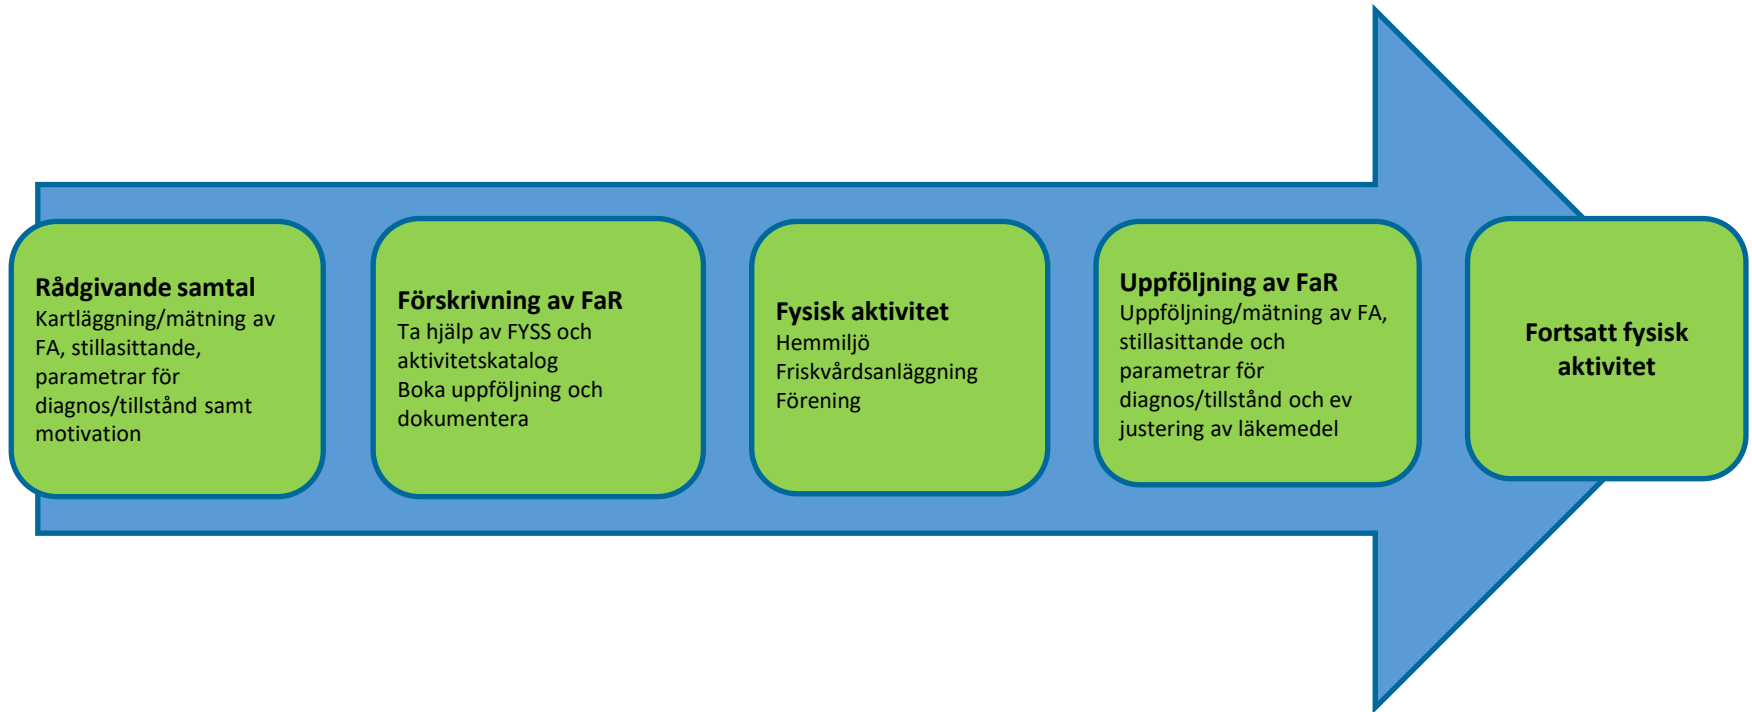 Rådgivande samtal
Kartläggning/mätning av
FA, stillasittande,
parametrar för
diagnos/tillstånd samt
motivation
Förskrivning av FaR
Ta hjälp av FYSS och
aktivitetskatalog
Boka uppföljning och
dokumentera
Fysisk aktivitet
Hemmiljö
Friskvårdsanläggning
Förening
Uppföljning av FaR
Uppföljning/mätning av FA,
stillasittande och
parametrar för
diagnos/tillstånd och ev
justering av läkemedel
Fortsatt fysisk
aktivitet